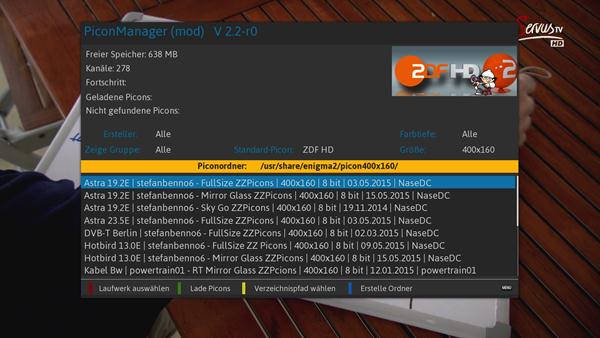 PiconManager (mod) V 2.2-r0
SERVUS TV
HD
Freier Speicher: 638 MB
Kanäle: 278
Fortschritt:
Geladene Picons:
Nicht gefundene Picons:
ZDF HD
Ersteller: Alle Farbtiefe: Alle
Zeige Gruppe: Alle Standard-Picon: ZDF HD Größe: 400x160
Piconordner: /usr/share/enigma2/picon400x160/
Astra 19.2E | stefanbenno6 - FullSize ZZPicons | 400x160 | 8 bit | 03.05.2015 | NaseDC
Astra 19.2E | stefanbenno6 - Mirror Glass ZZPicons | 400x160 | 8 bit | 15.05.2015 | NaseDC
Astra 19.2E | stefanbenno6 - Sky Go ZZPicons | 400x160 | 8 bit | 19.11.2014 | NaseDC
Astra 23.5E | stefanbenno6 - FullSize ZZPicons | 400x160 | 8 bit | 03.05.2015 | NaseDC
DVB-T Berlin | stefanbenno6 - FullSize ZZPicons | 400x160 | 8 bit | 02.03.2015 | NaseDC
Hotbird 13.0E | stefanbenno6 - FullSize ZZ Picons | 400x160 | 8 bit | 09.05.2015 | NaseDC
Hotbird 13.0E | stefanbenno6 - Mirror Glass ZZPicons | 400x160 | 8 bit | 15.05.2015 | NaseDC
Kabel Bw | powertrain01 - RT Mirror Glass ZZPcions | 400x160 | 8 bit | 12.01.2015 | powertrain01
Laufwerk auswählen Lade Picons Verzeichnispfad wählen Erstelle Ordner MENU